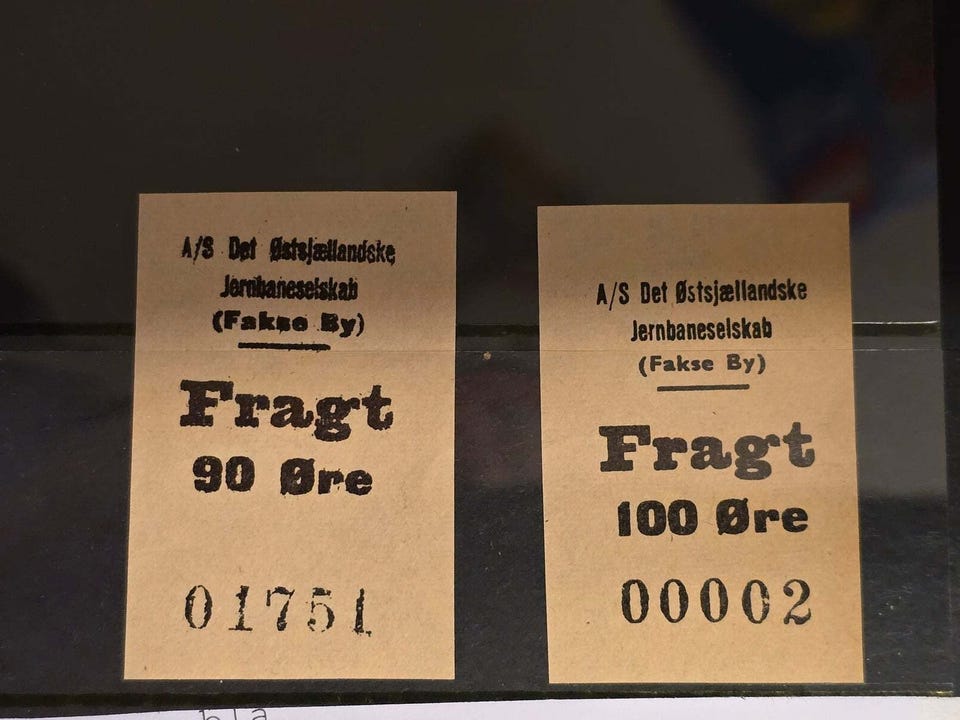 A/S Det Østsjællandske
Jernbaneselskab
(Fakse By)
Fragt
90 Øre
01751
A/S Det Østsjællandske
Jernbaneselskab
(Fakse By)
Fragt
100 Øre
00002